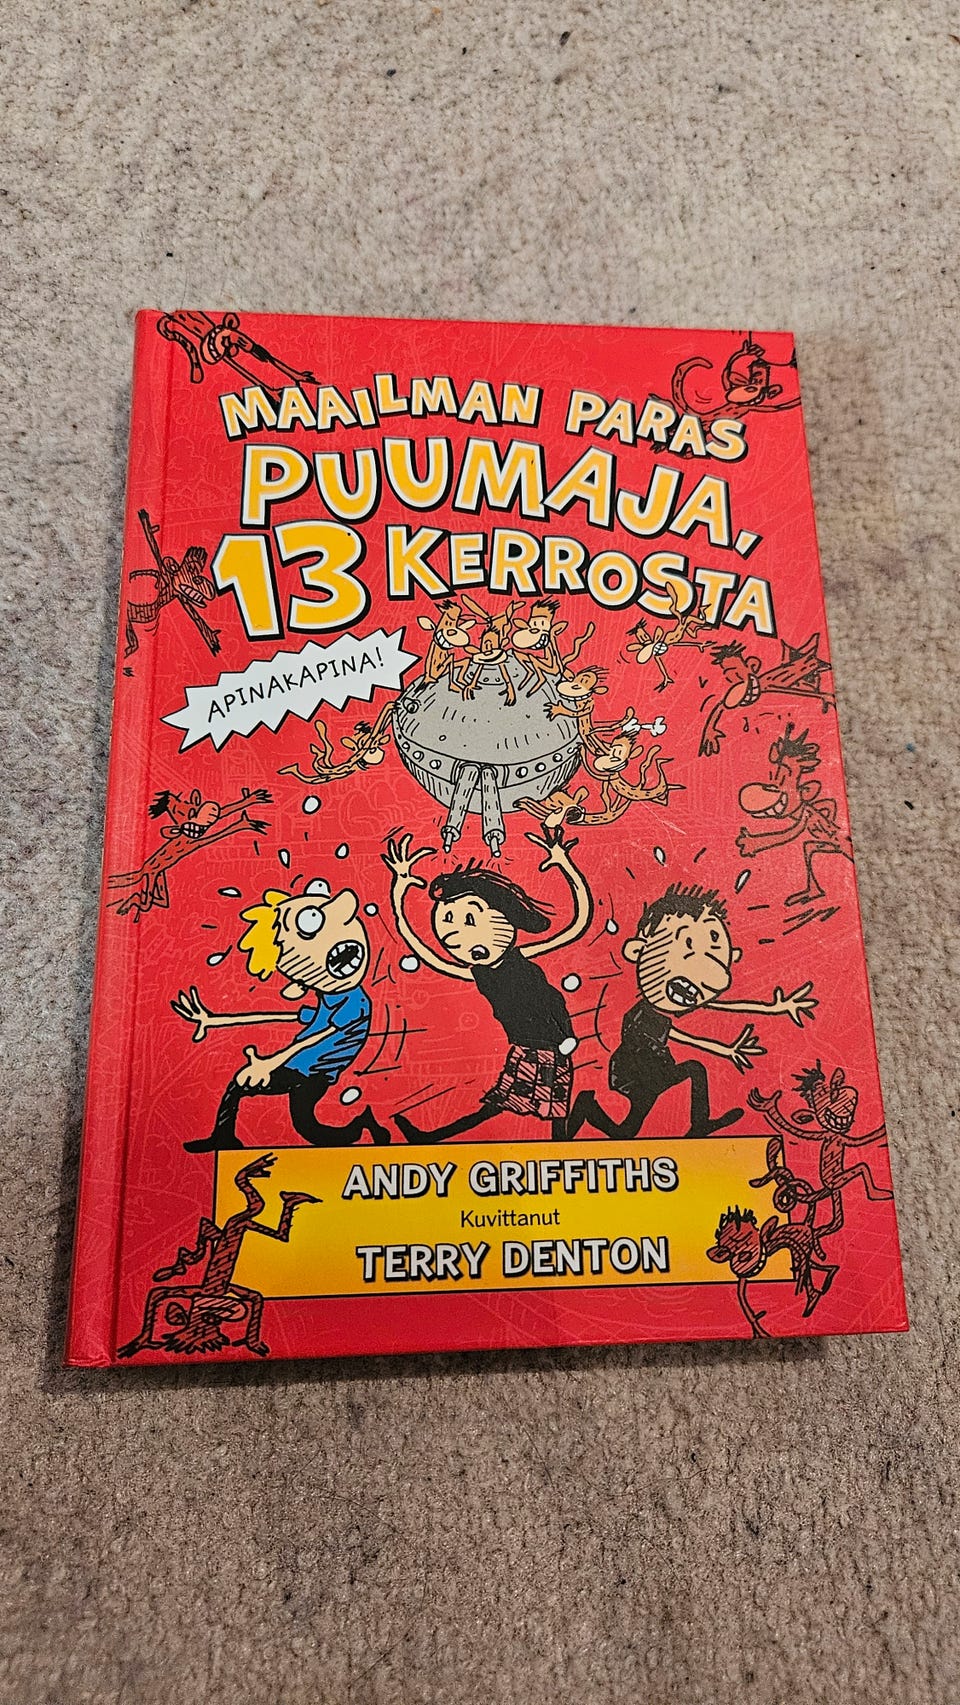 MAAILMAN PARAS
PUUMAJA,
13 KERROSTA
APINAKAPINA!
ANDY GRIFFITHS
Kuvittanut
TERRY DENTON